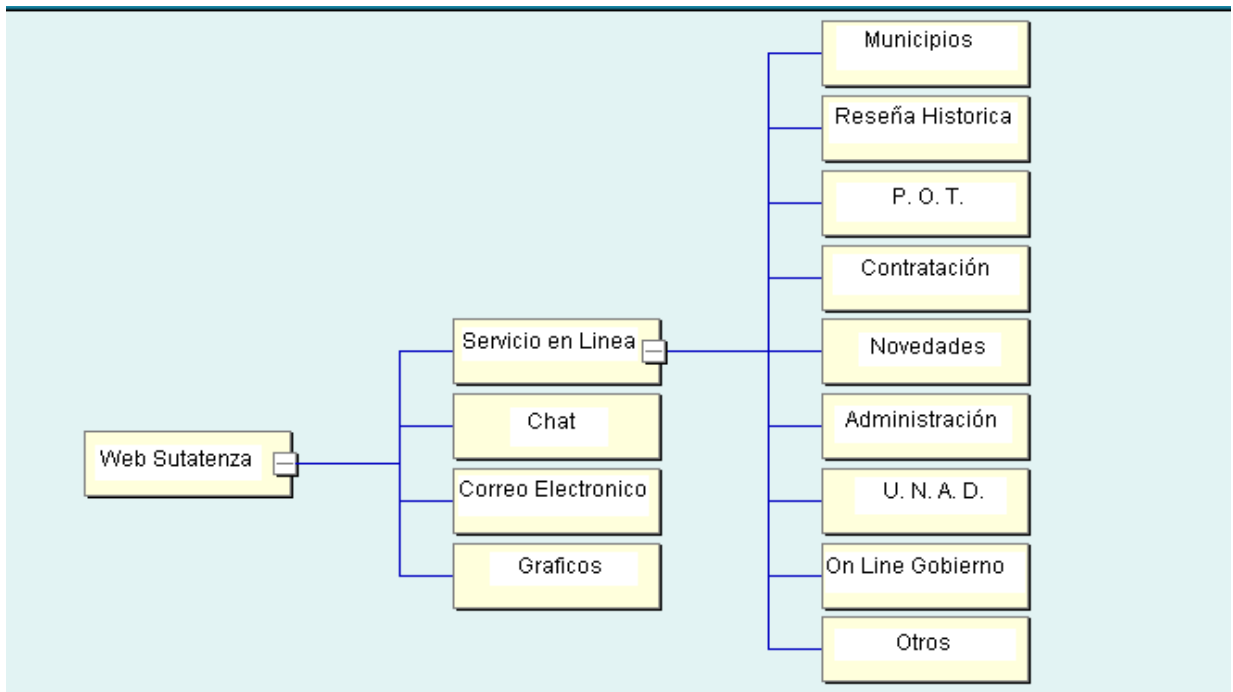 Web Sutatenza
Servicio en Linea
Chat
Correo Electronico
Graficos
Municipios
Reseña Historica
P. O. T.
Contratación
Novedades
Administración
U. N. A. D.
On Line Gobierno
Otros